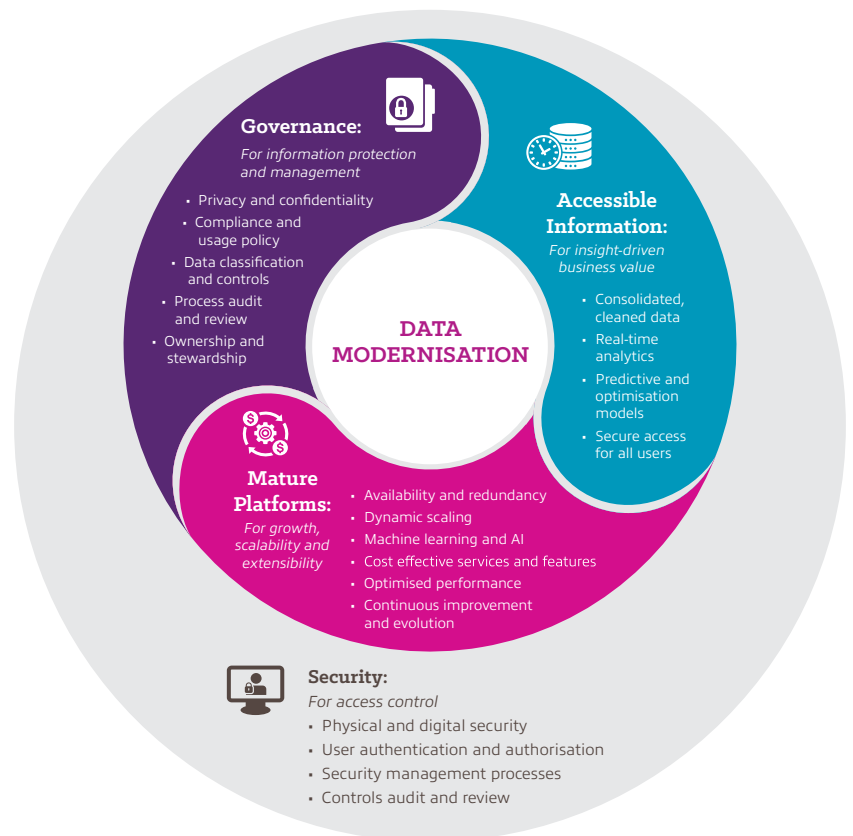 Governance:
For information protection
and management
▪ Privacy and confidentiality
▪ Compliance and
usage policy
▪ Data classification
and controls
▪ Process audit
and review
▪ Ownership and
stewardship
Accessible
Information:
For insight-driven
business value
▪ Consolidated,
cleaned data
▪ Real-time
analytics
▪ Predictive and
optimisation
models
▪ Secure access
for all users
DATA
MODERNISATION
$
$
Mature
Platforms:
For growth,
scalability and
extensibility
▪ Availability and redundancy
▪ Dynamic scaling
▪ Machine learning and AI
▪ Cost effective services and features
▪ Optimised performance
▪ Continuous improvement
and evolution
Security:
For access control
▪ Physical and digital security
▪ User authentication and authorisation
▪ Security management processes
▪ Controls audit and review